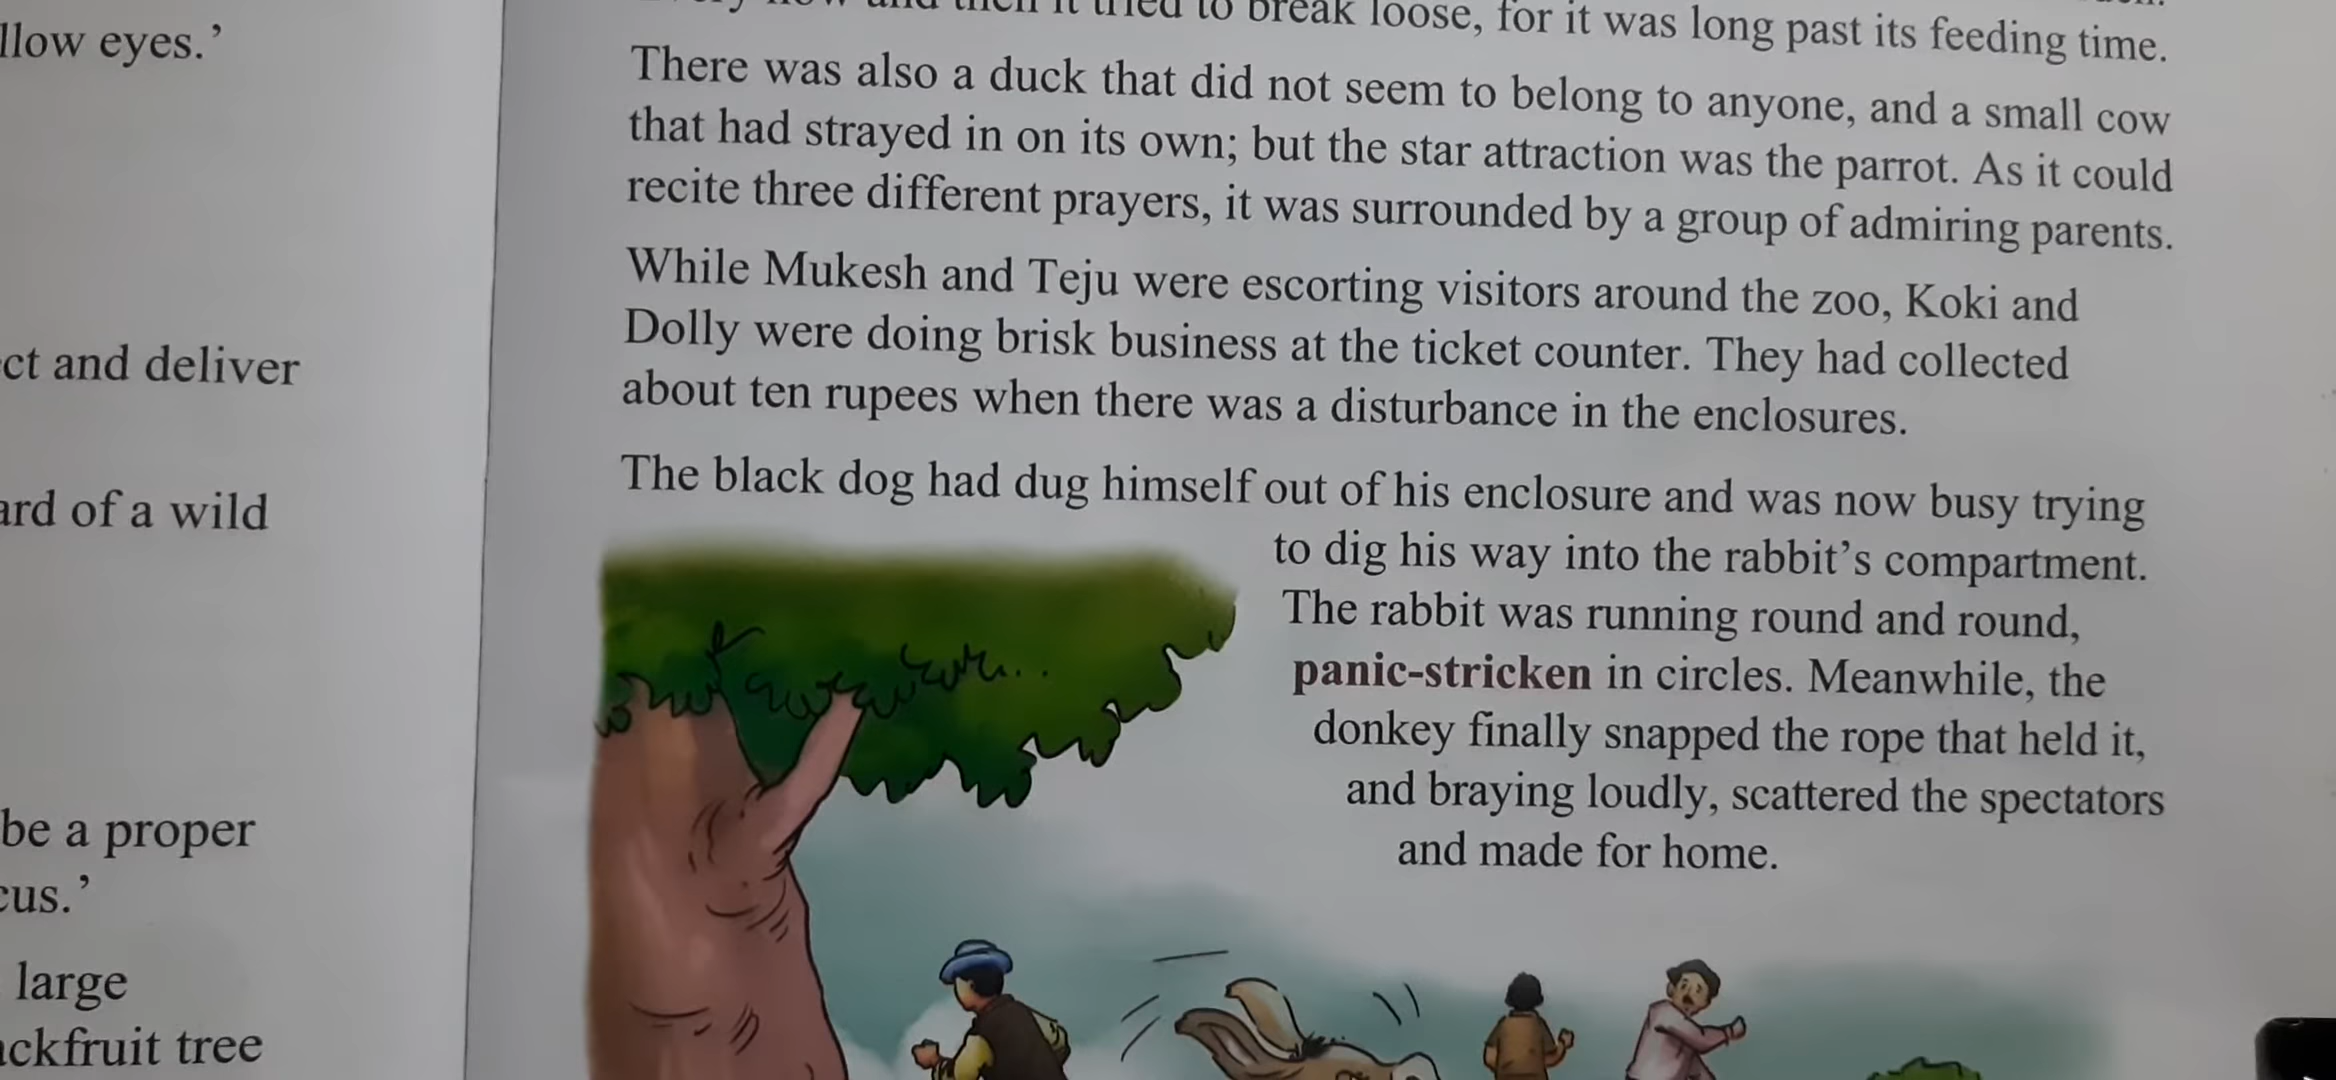 llow eyes.’
ct and deliver
ard of a wild
be a proper
cus.’
large
ackfruit tree
and then it tried to break loose, for it was long past its feeding time.
There was also a duck that did not seem to belong to anyone, and a small cow
that had strayed in on its own; but the star attraction was the parrot. As it could
recite three different prayers, it was surrounded by a group of admiring parents.
While Mukesh and Teju were escorting visitors around the zoo, Koki and
Dolly were doing brisk business at the ticket counter. They had collected
about ten rupees when there was a disturbance in the enclosures.
The black dog had dug himself out of his enclosure and was now busy trying
to dig his way into the rabbit’s compartment.
The rabbit was running round and round,
panic-stricken in circles. Meanwhile, the
donkey finally snapped the rope that held it,
and braying loudly, scattered the spectators
and made for home.